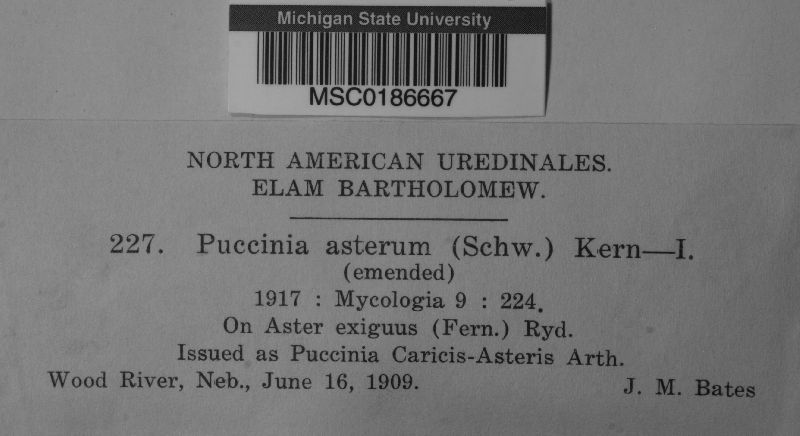 Michigan State University
MSC0186667
NORTH AMERICAN UREDINALES.
ELAM BARTHOLOMEW.
227. Puccinia asterum (Schw.) Kern—I.
(emended)
1917 : Mycologia 9 : 224.
On Aster exiguus (Fern.) Ryd.
Issued as Puccinia Caricis-Asteris Arth.
Wood River, Neb., June 16, 1909. J. M. Bates